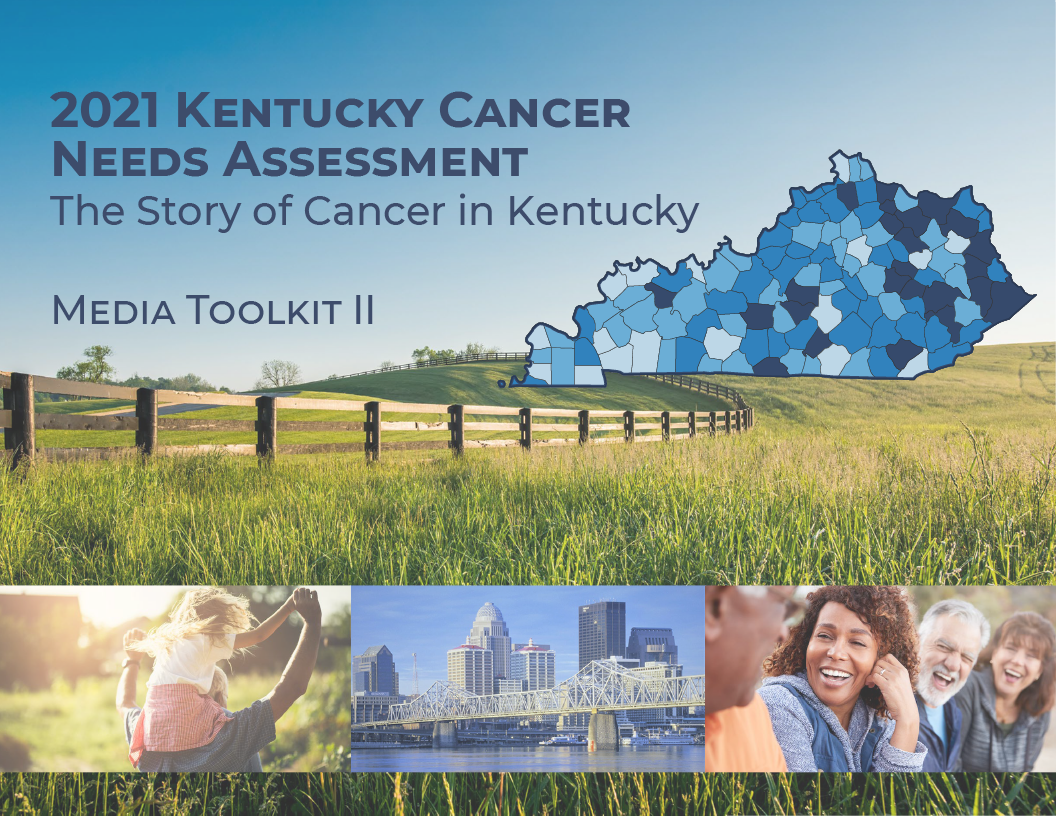 2021 Kentucky Cancer
Needs Assessment
The Story of Cancer in Kentucky
Media Toolkit II